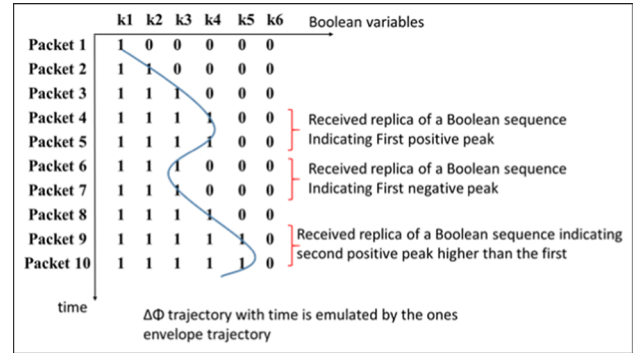 k1 k2 k3 k4 k5 k6 Boolean variables
Packet 1 1 0 0 0 0 0
Packet 2 1 1 0 0 0 0
Packet 3 1 1 1 0 0 0
Packet 4 1 1 1 1 0 0
Received replica of a Boolean sequence
Packet 5 1 1 1 1 0 0
Indicating First positive peak
Packet 6 1 1 1 0 0 0
Received replica of a Boolean sequence
Packet 7 1 1 1 0 0 0
Indicating First negative peak
Packet 8 1 1 1 1 0 0
Packet 9 1 1 1 1 1 0
Received replica of a Boolean sequence indicating
second positive peak higher than the first
Packet 10 1 1 1 1 1 0
time
ΔΦ trajectory with time is emulated by the ones
envelope trajectory